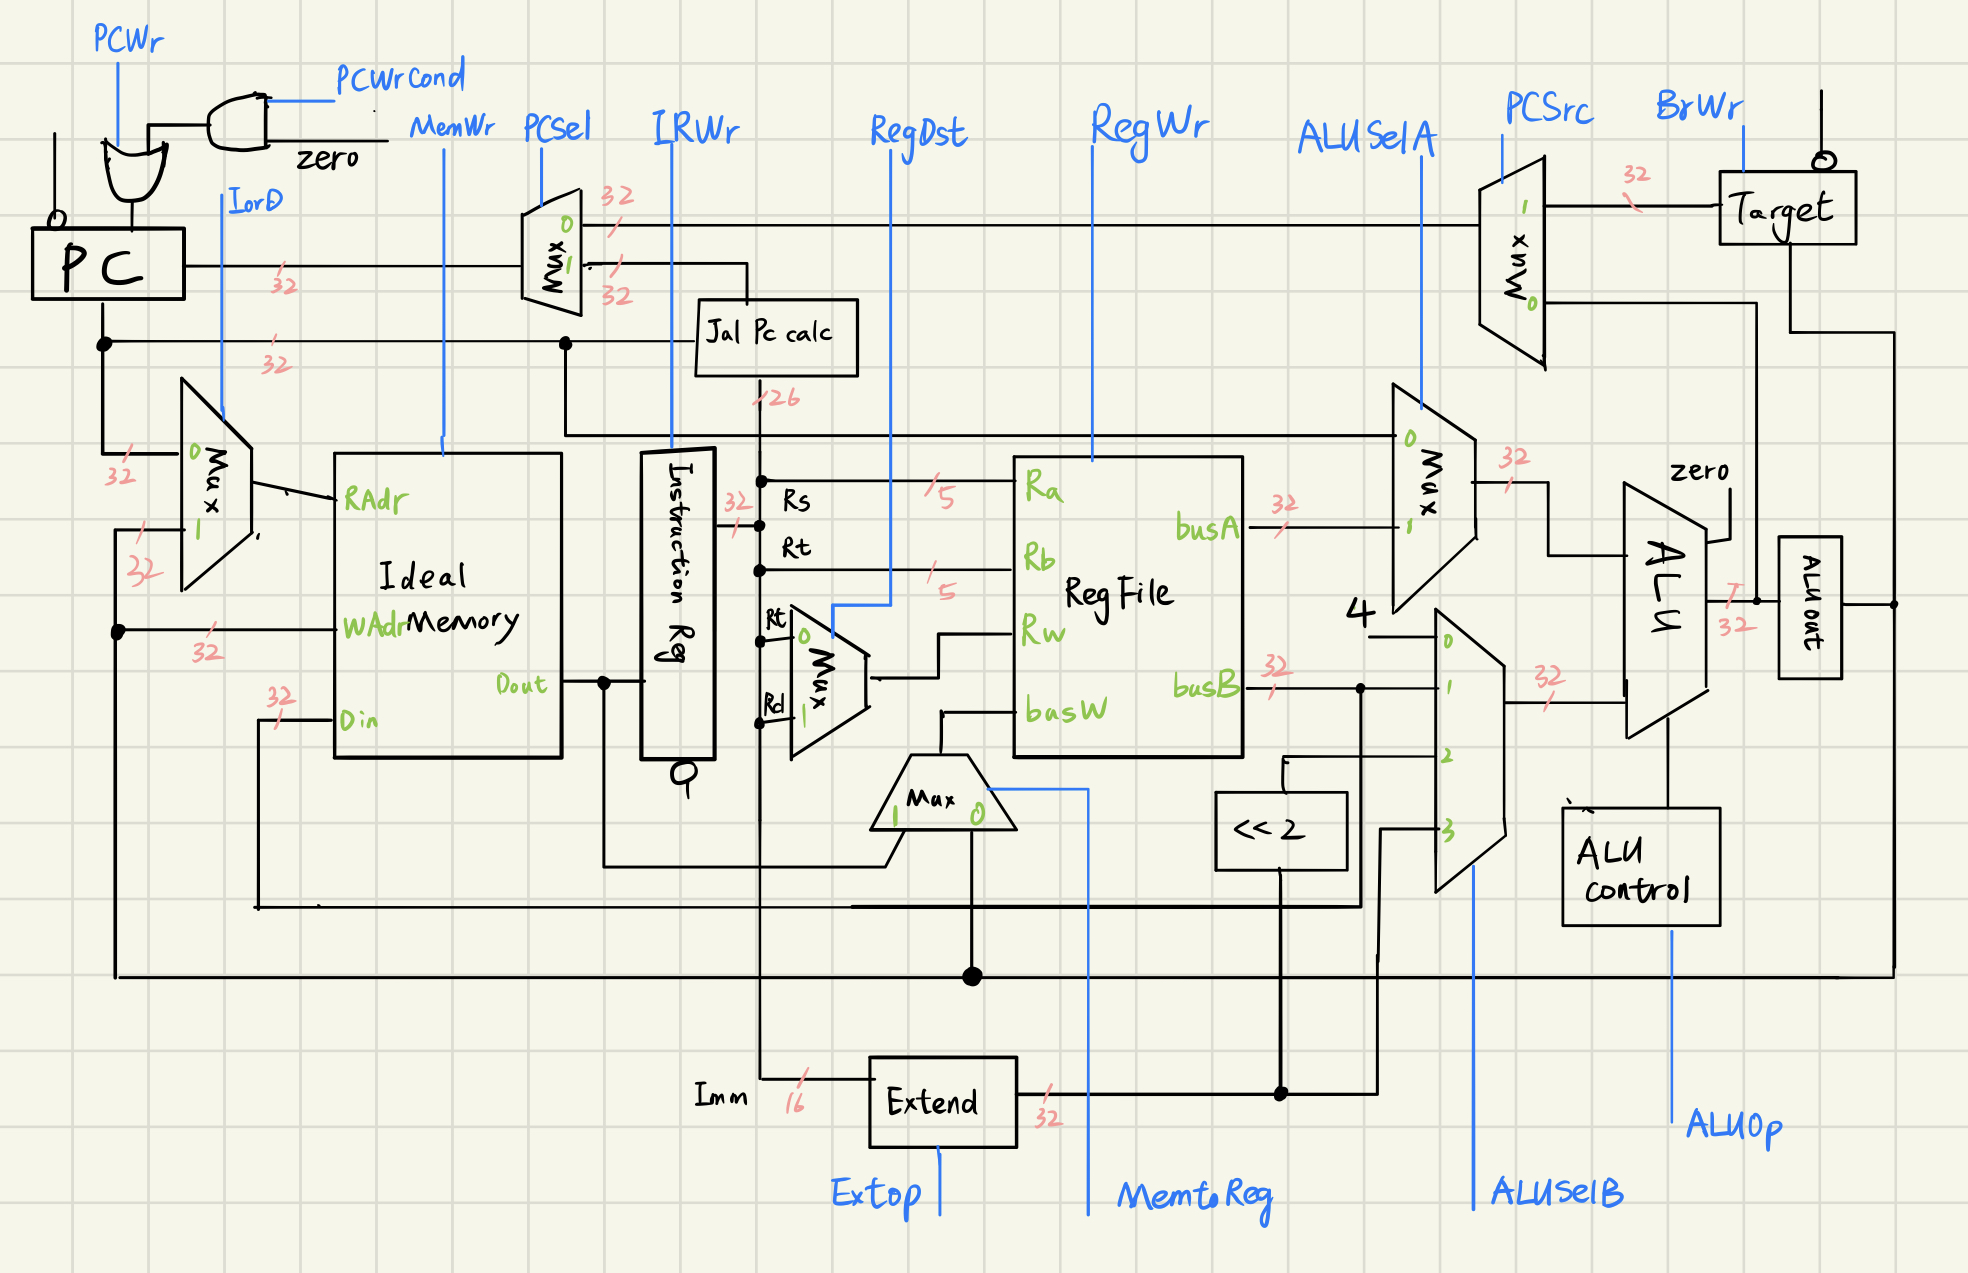 PCWr
PCWrCond
zero
IorD
MemWr
PCSel
IRWr
RegDst
RegWr
ALUSelA
PCSrc
BrWr
PC
32
32
32
0
1
Mux
32
32
Jal Pc calc
26
1
Mux
0
32
Target
32
32
0
Mux
1
RAdr
Ideal
Memory
WAdr
Din
Dout
32
32
Instruction Reg
32
Rs
Rt
5
5
Rt
Rd
0
Mux
1
Ra
Rb
Rw
busW
RegFile
busA
busB
32
32
0
Mux
1
32
4
0
1
2
3
32
zero
ALU
32
ALU out
Mux
1
0
<< 2
ALU
control
Imm
16
Extend
32
Extop
MemtoReg
ALUSelB
ALUOp